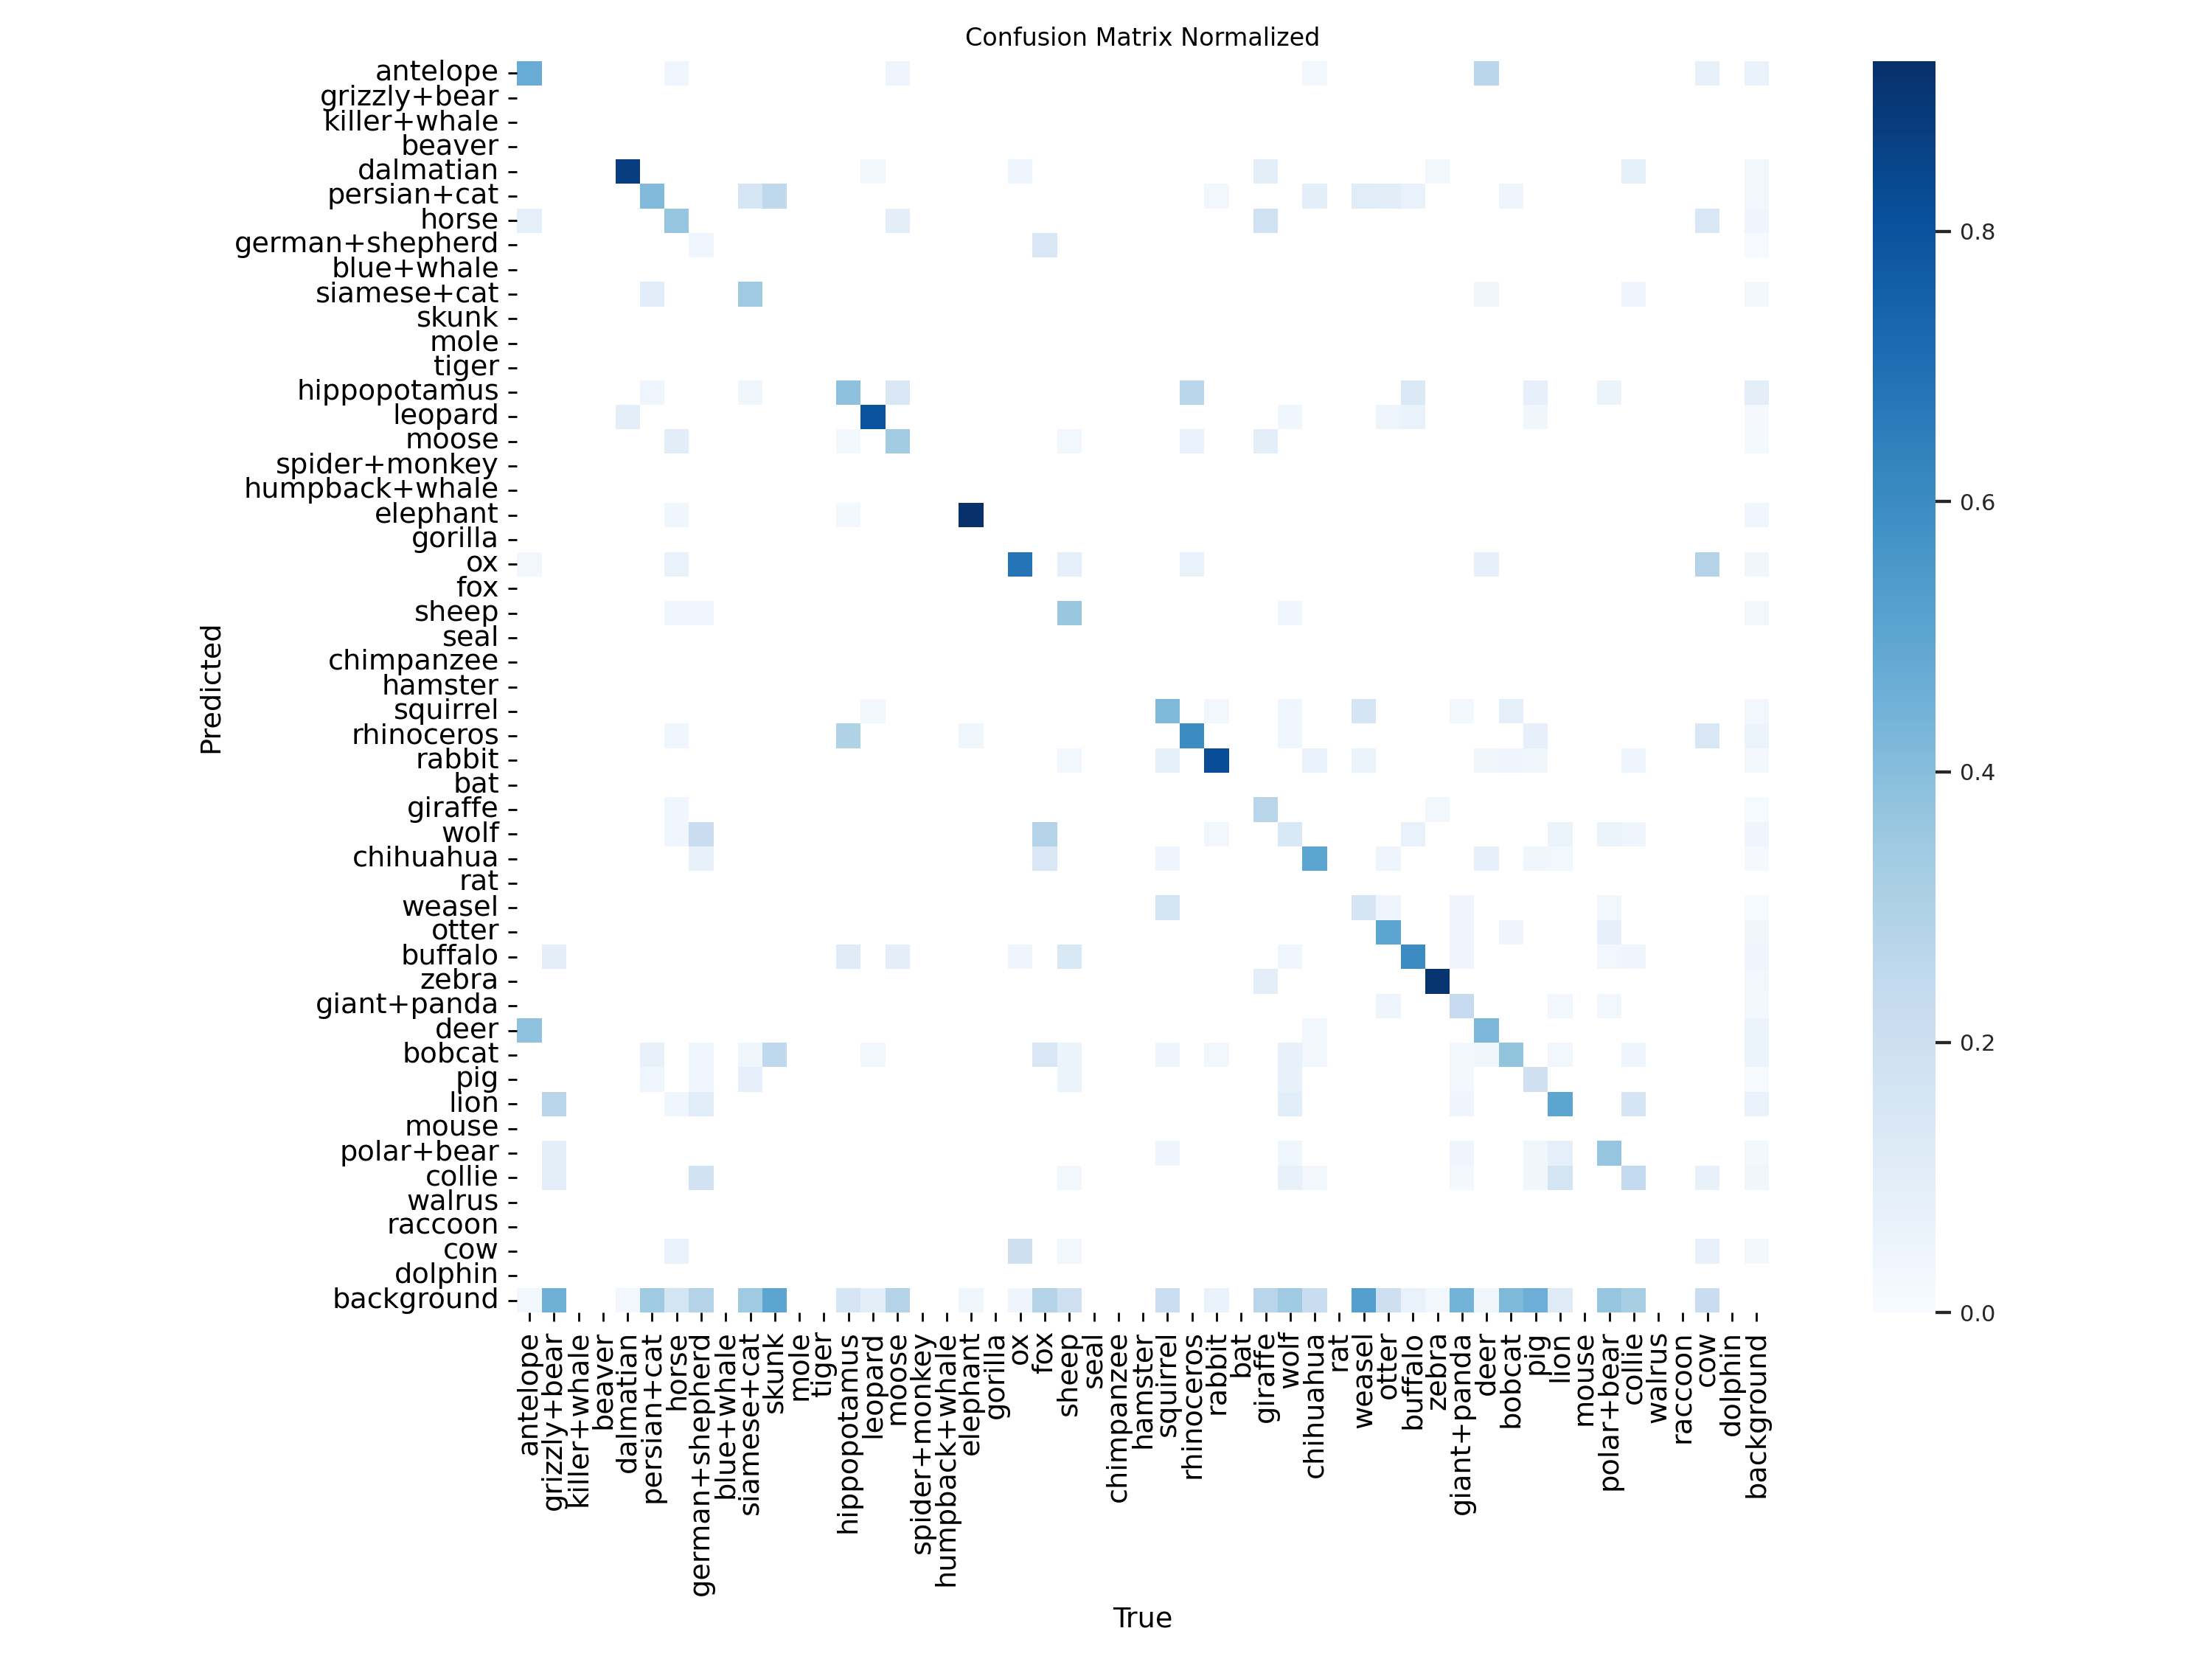 Confusion Matrix Normalized
antelope
grizzly+bear
killer+whale
beaver
dalmatian
persian+cat
horse
german+shepherd
blue+whale
siamese+cat
skunk
mole
tiger
hippopotamus
leopard
moose
spider+monkey
humpback+whale
elephant
gorilla
ox
fox
sheep
seal
chimpanzee
hamster
squirrel
rhinoceros
rabbit
bat
giraffe
wolf
chihuahua
rat
weasel
otter
buffalo
zebra
giant+panda
deer
bobcat
pig
lion
mouse
polar+bear
collie
walrus
raccoon
cow
dolphin
background
Predicted
antelope
grizzly+bear
killer+whale
beaver
dalmatian
persian+cat
horse
german+shepherd
blue+whale
siamese+cat
skunk
mole
tiger
hippopotamus
leopard
moose
spider+monkey
humpback+whale
elephant
gorilla
ox
fox
sheep
seal
chimpanzee
hamster
squirrel
rhinoceros
rabbit
bat
giraffe
wolf
chihuahua
rat
weasel
otter
buffalo
zebra
giant+panda
deer
bobcat
pig
lion
mouse
polar+bear
collie
walrus
raccoon
cow
dolphin
background
True
0.8
0.6
0.4
0.2
0.0